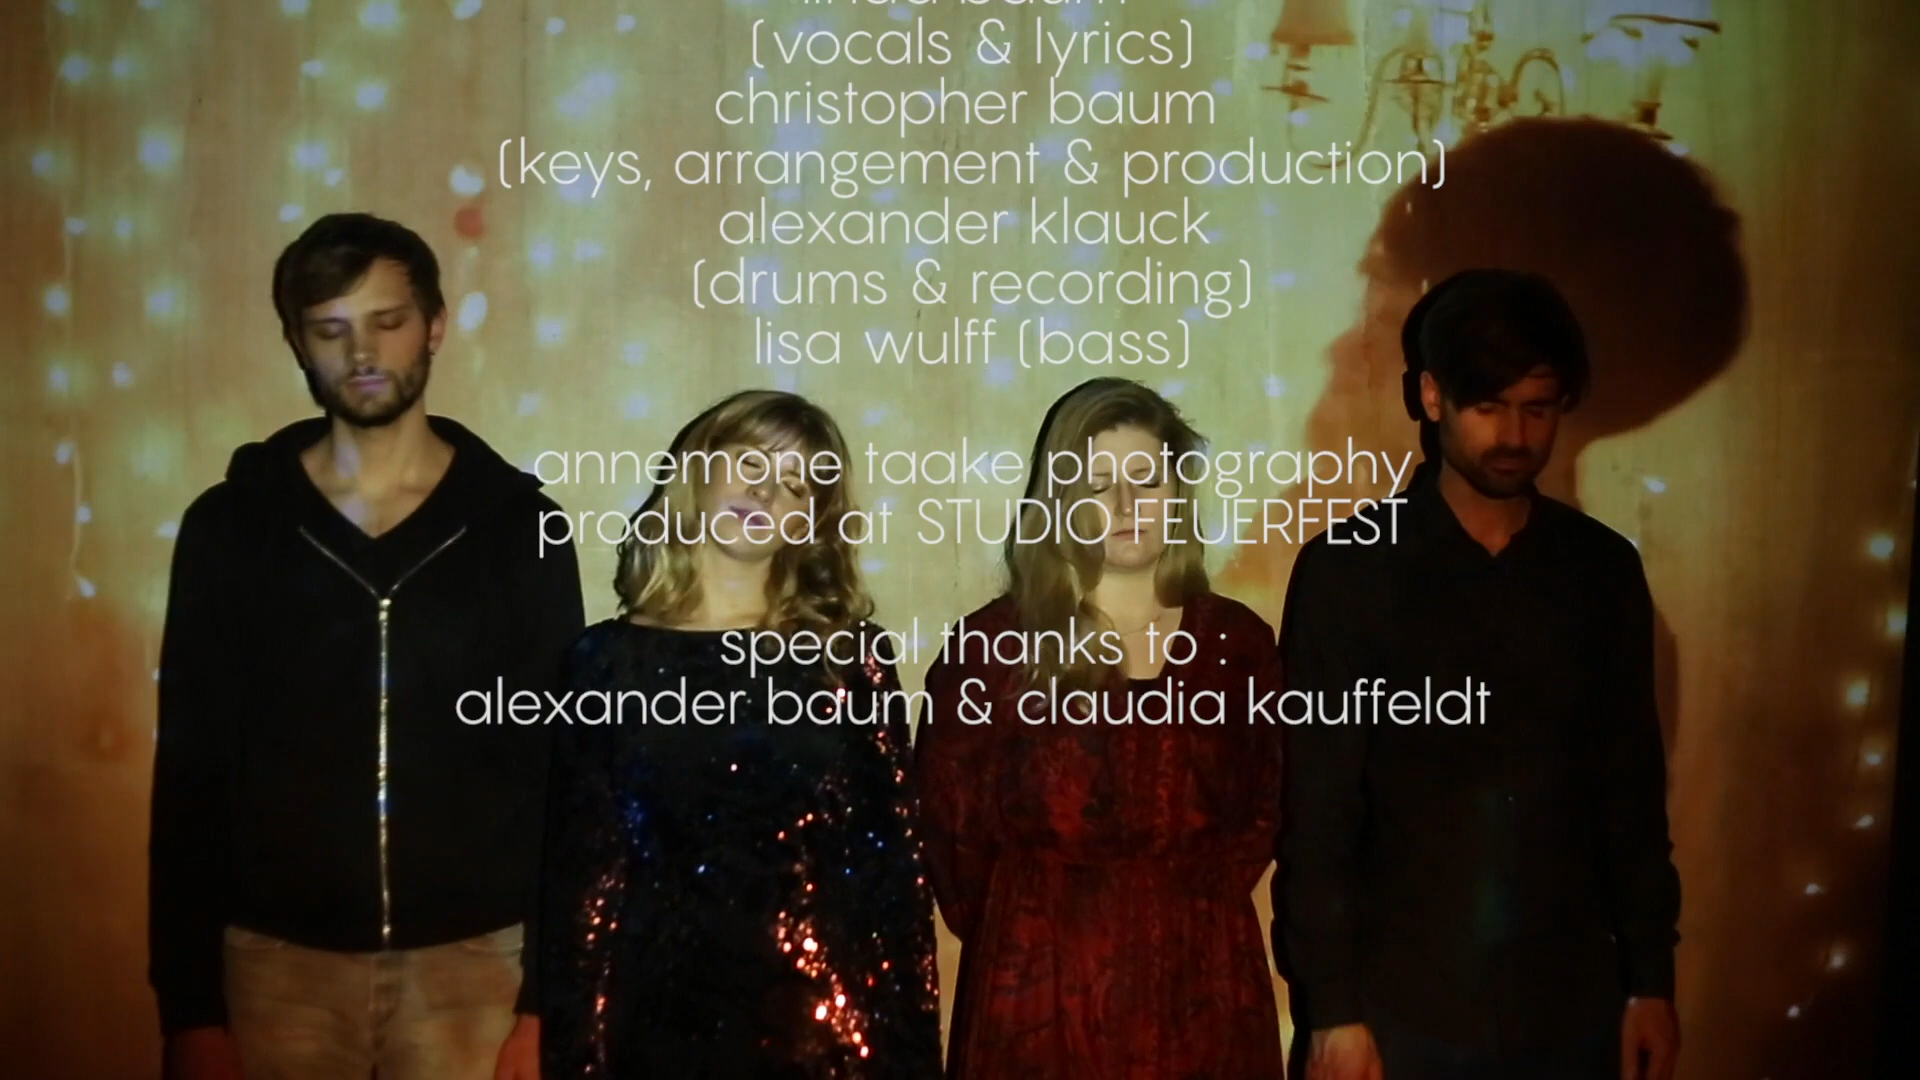 (vocals & lyrics)
christopher baum
(keys, arrangement & production)
alexander klauck
(drums & recording)
lisa wulff (bass)
annemone taake photography
produced at STUDIO FEUERFEST
special thanks to :
alexander baum & claudia kauffeldt